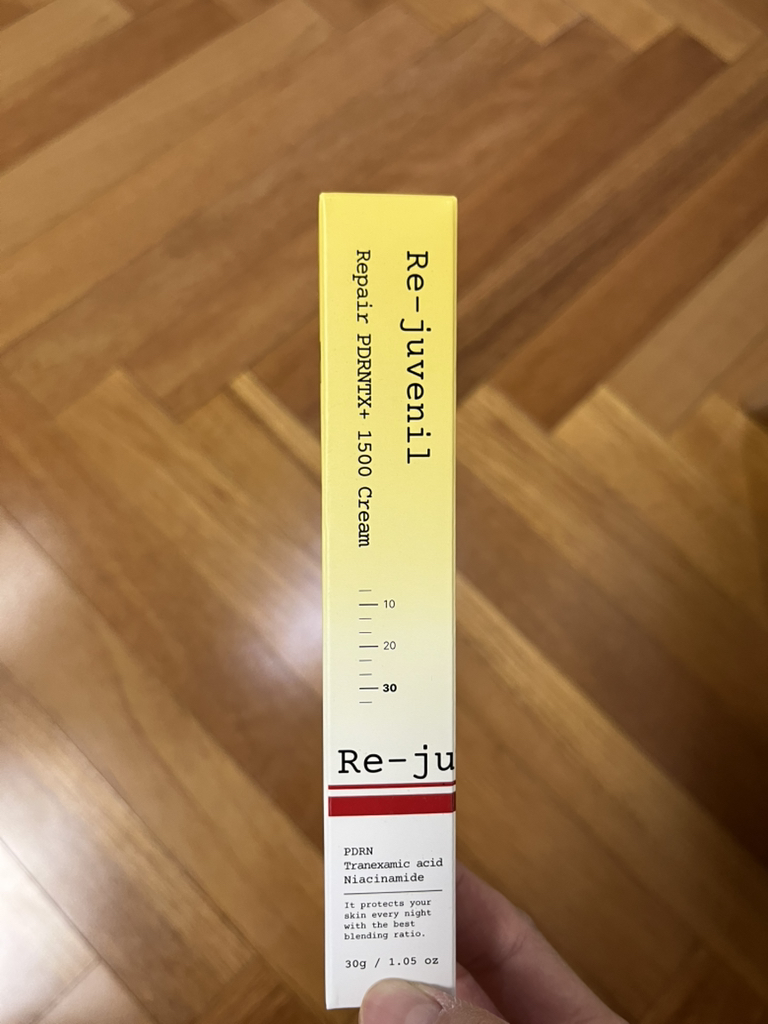 Re-juvenil
Repair PDRNTX+ 1500 Cream
10
20
30
Re-ju
PDRN
Tranexamic acid
Niacinamide
It protects your
skin every night
with the best
blending ratio.
30g / 1.05 oz